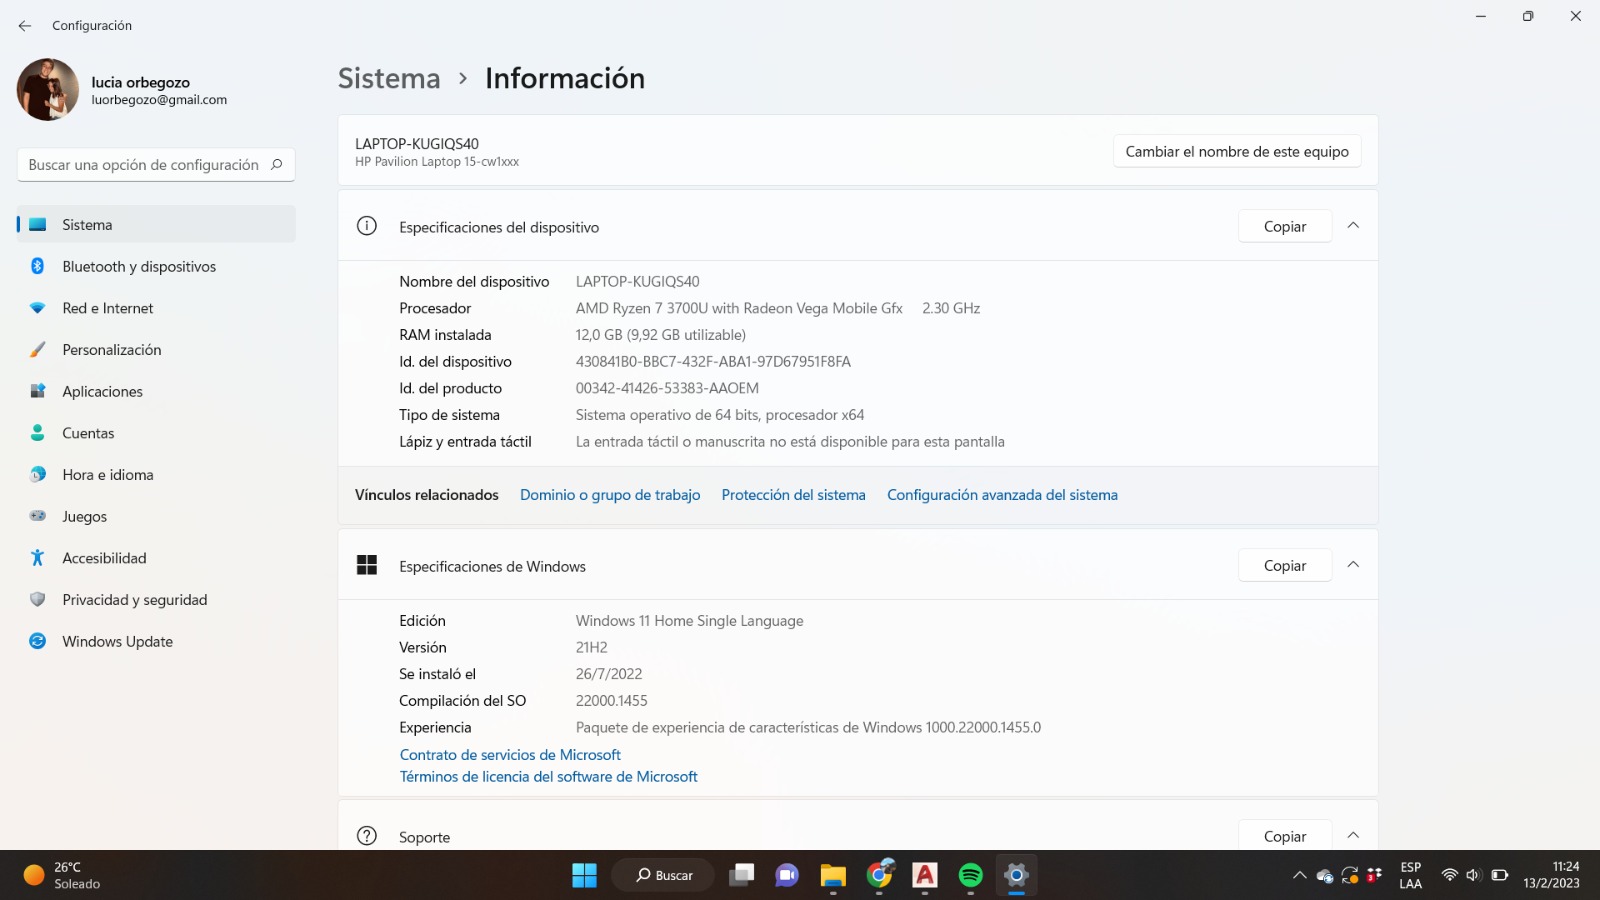 Configuración
lucia orbegozo
luorbegozo@gmail.com
Buscar una opción de configuración
Sistema
Bluetooth y dispositivos
Red e Internet
Personalización
Aplicaciones
Cuentas
Hora e idioma
Juegos
Accesibilidad
Privacidad y seguridad
Windows Update
Sistema > Información
LAPTOP-KUGIQS40
HP Pavilion Laptop 15-cw1xxx
Cambiar el nombre de este equipo
Especificaciones del dispositivo
Copiar
Nombre del dispositivo LAPTOP-KUGIQS40
Procesador AMD Ryzen 7 3700U with Radeon Vega Mobile Gfx 2.30 GHz
RAM instalada 12,0 GB (9,92 GB utilizable)
Id. del dispositivo 430841B0-BBC7-432F-ABA1-97D67951F8FA
Id. del producto 00342-41426-53383-AAOEM
Tipo de sistema Sistema operativo de 64 bits, procesador x64
Lápiz y entrada táctil La entrada táctil o manuscrita no está disponible para esta pantalla
Vínculos relacionados Dominio o grupo de trabajo Protección del sistema Configuración avanzada del sistema
Especificaciones de Windows
Copiar
Edición Windows 11 Home Single Language
Versión 21H2
Se instaló el 26/7/2022
Compilación del SO 22000.1455
Experiencia Paquete de experiencia de características de Windows 1000.22000.1455.0
Contrato de servicios de Microsoft
Términos de licencia del software de Microsoft
Soporte
Copiar
26°C
Soleado
Buscar
ESP
LAA
11:24
13/2/2023